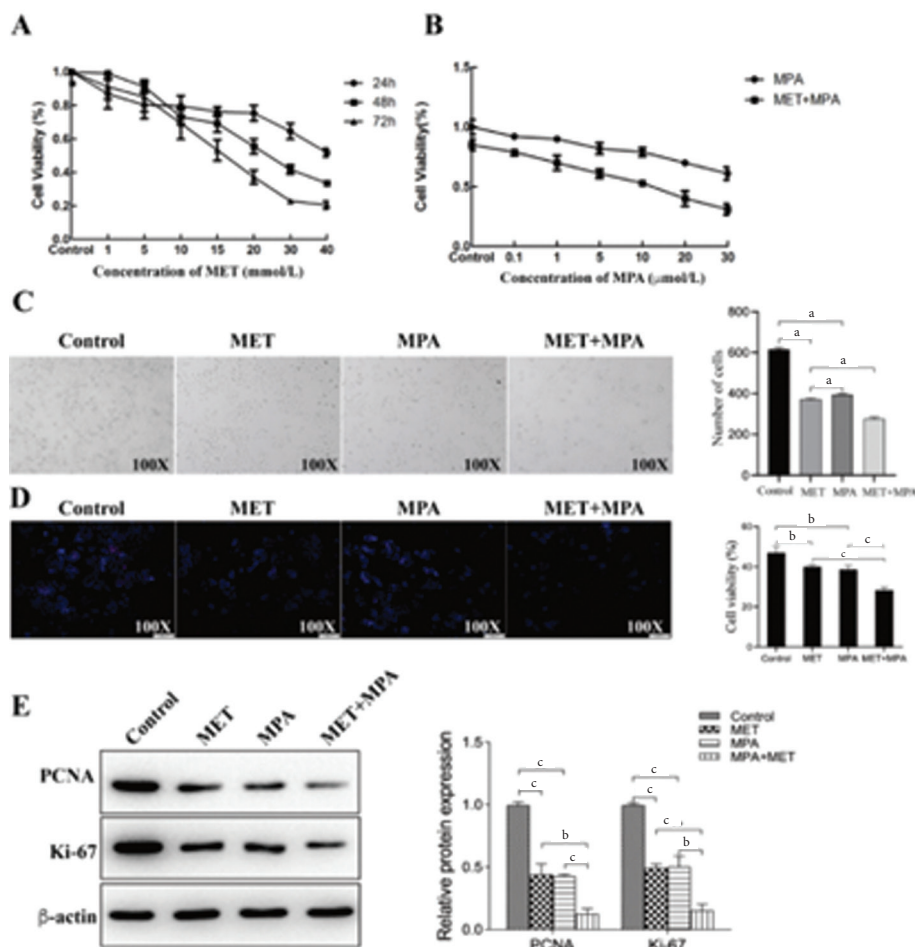 A
Cell Viability (%)
1.0
0.8
0.6
0.4
0.2
0.0
Control 1 5 10 15 20 30 40
Concentration of MET (mmol/L)
24h
48h
72h
B
Cell Viability(%)
1.5
1.0
0.5
0.0
Control 0.1 1 5 10 20 30
Concentration of MPA (μmol/L)
MPA
MET+MPA
C
Control MET MPA MET+MPA
100X 100X 100X 100X
Number of cells
800
600
400
200
0
a
a
a
a
Control MET MPA MET+MPA
D
Control MET MPA MET+MPA
100X 100X 100X 100X
Cell viability (%)
60
40
20
0
b
b c
c
Control MET MPA MET+MPA
E
Control MET MPA MET+MPA
PCNA
Ki-67
β-actin
Control
MET
MPA
MPA+MET
Relative protein expression
1.5
1.0
0.5
0.0
c c
c c
b c
c b
PCNA Ki-67